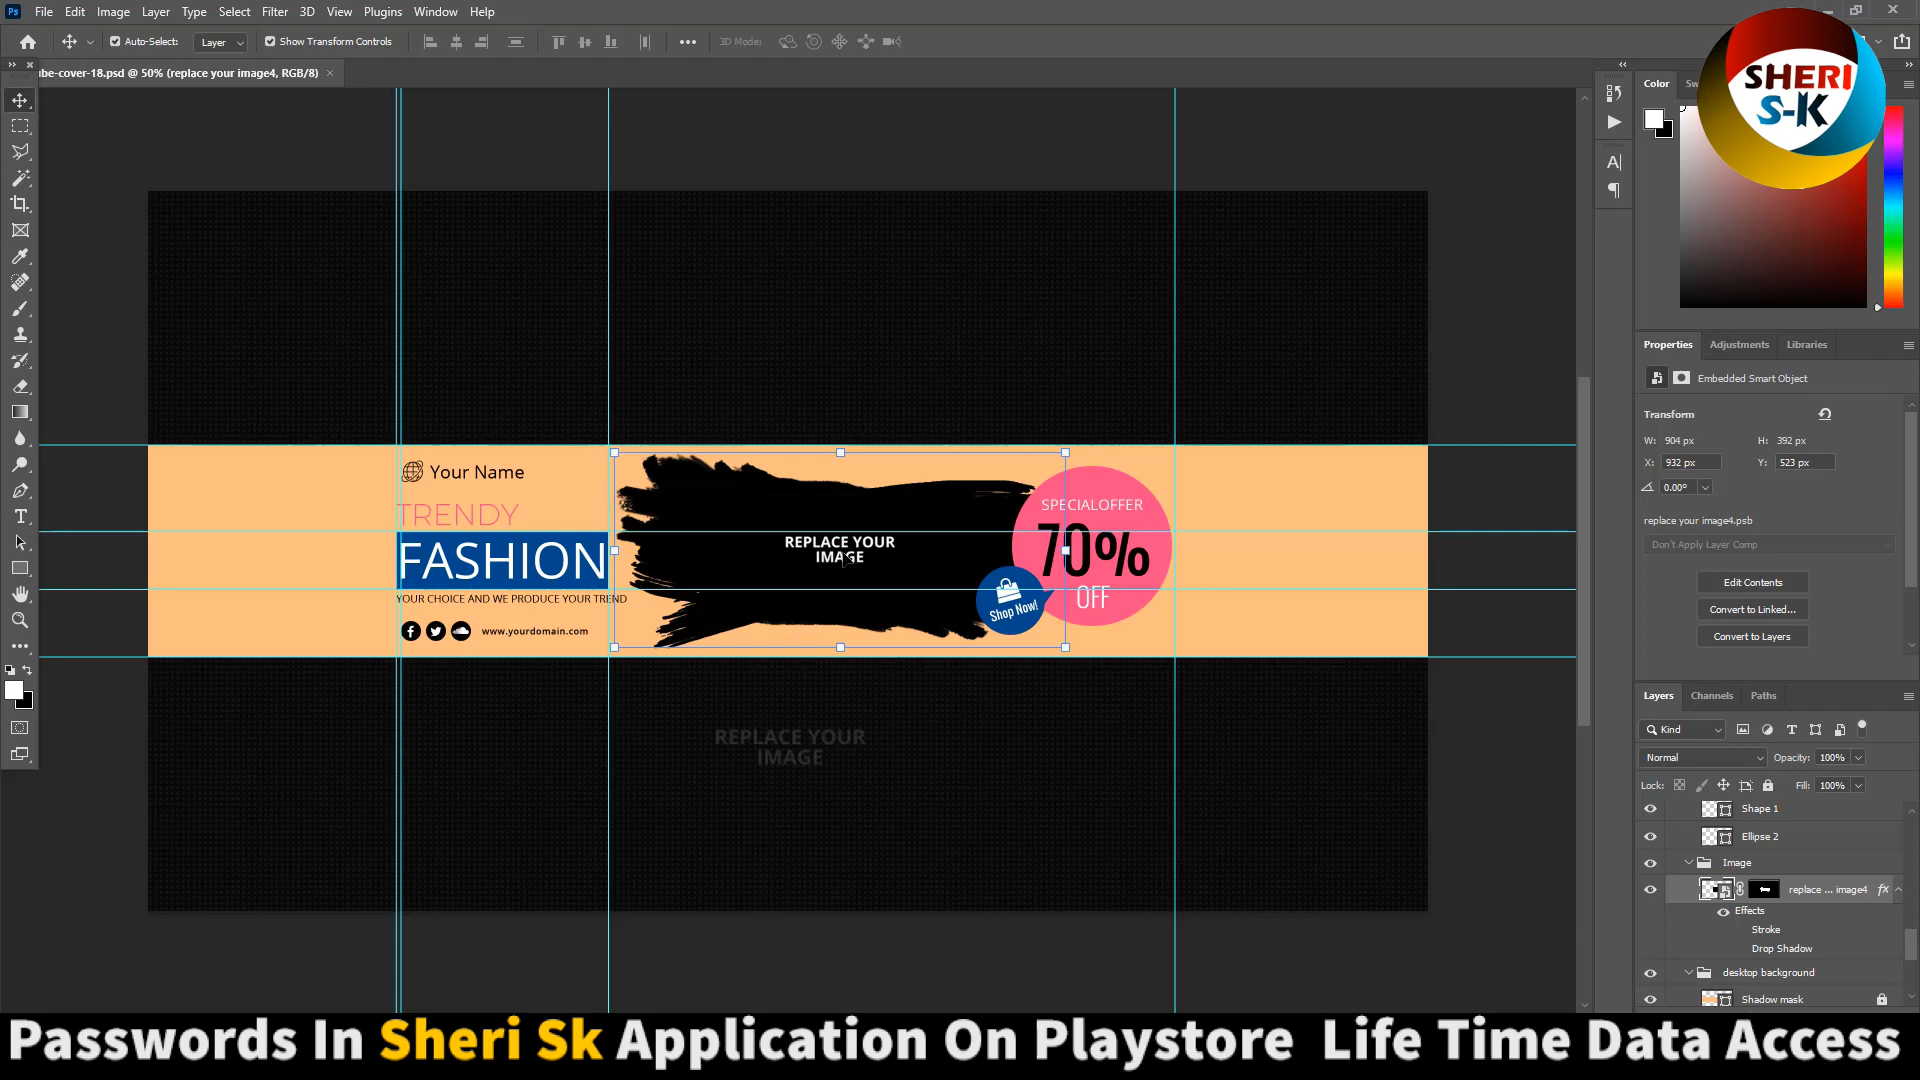 Ps File Edit Image Layer Type Select Filter 3D View Plugins Window Help
Auto-Select: Layer Show Transform Controls 3D Mode:
be-cover-18.psd @ 50% (replace your image4, RGB/8)
SHERI
S-K
Color Sw
Your Name
TRENDY
FASHION
YOUR CHOICE AND WE PRODUCE YOUR TREND
www.yourdomain.com
REPLACE YOUR
IMAGE
SPECIALOFFER
70%
OFF
Shop Now!
REPLACE YOUR
IMAGE
Properties Adjustments Libraries
Embedded Smart Object
Transform
W: 904 px H: 392 px
X: 932 px Y: 523 px
0.00°
replace your image4.psb
Don't Apply Layer Comp
Edit Contents
Convert to Linked...
Convert to Layers
Layers Channels Paths
Kind
Normal Opacity: 100%
Lock: Fill: 100%
Shape 1
Ellipse 2
Image
replace ... image4 fx
Effects
Stroke
Drop Shadow
desktop background
Shadow mask
Passwords In Sheri Sk Application On Playstore Life Time Data Access